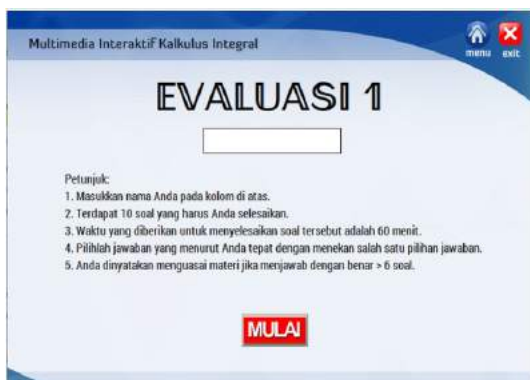 Multimedia Interaktif Kalkulus Integral
menu exit
EVALUASI 1
Petunjuk:
1. Masukkan nama Anda pada kolom di atas.
2. Terdapat 10 soal yang harus Anda selesaikan.
3. Waktu yang diberikan untuk menyelesaikan soal tersebut adalah 60 menit.
4. Pilihlah jawaban yang menurut Anda tepat dengan menekan salah satu pilihan jawaban.
5. Anda dinyatakan menguasai materi jika menjawab dengan benar > 6 soal.
MULAI